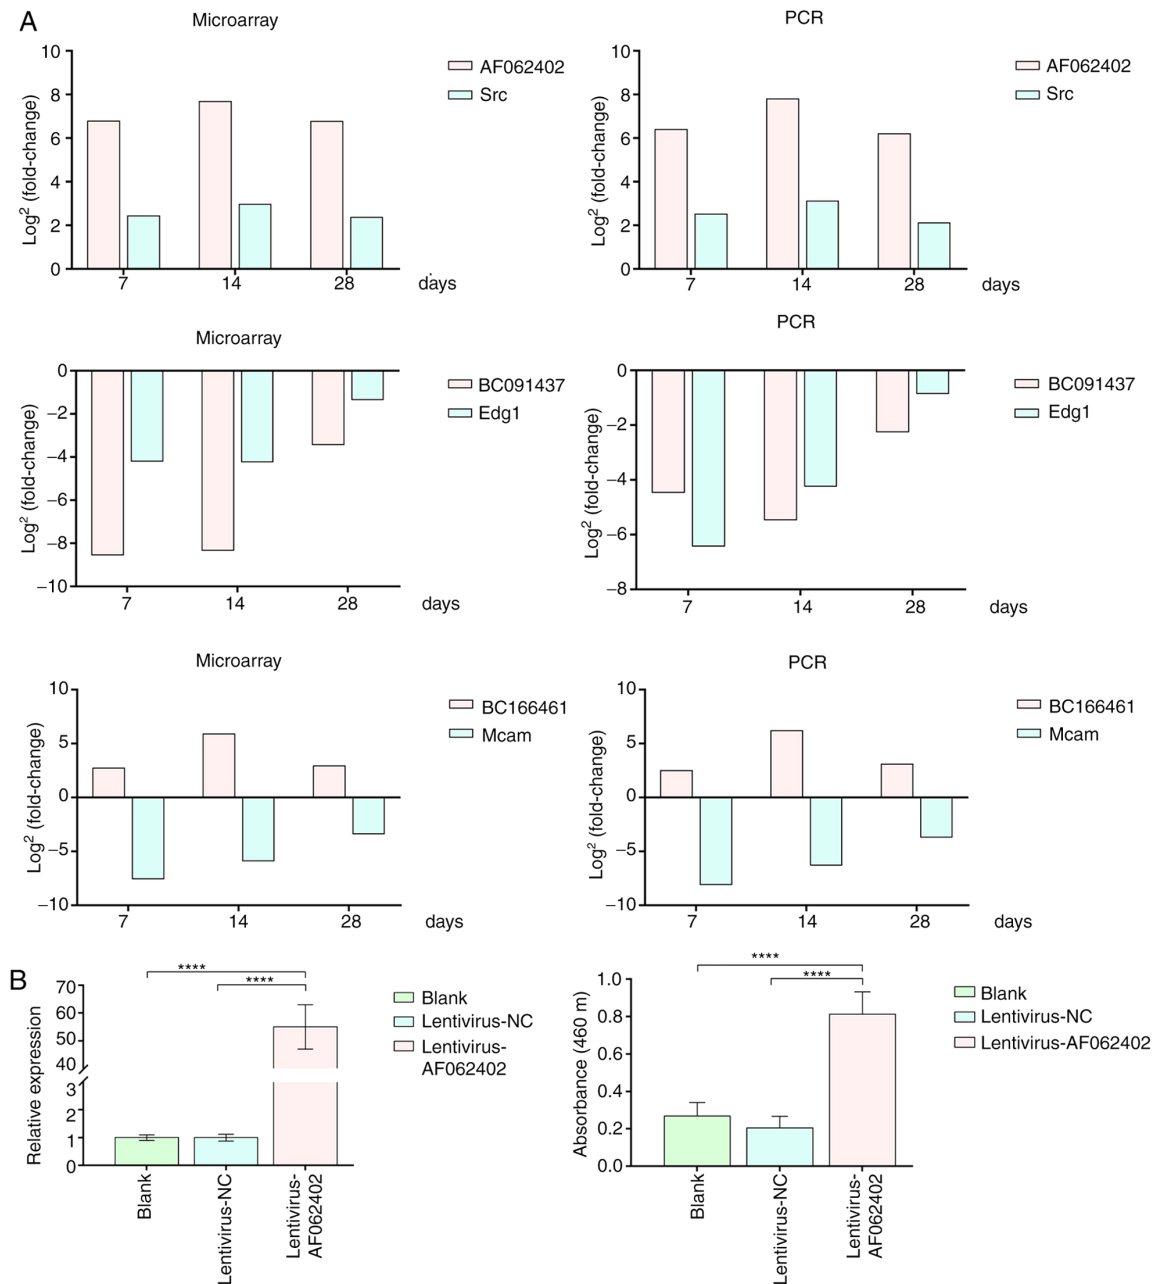 A
Microarray
PCR
Log2 (fold-change)
10
8
6
4
2
0
7
14
28
days
AF062402
Src
Log2 (fold-change)
10
8
6
4
2
0
7
14
28
days
AF062402
Src
Microarray
PCR
Log2 (fold-change)
0
−2
−4
−6
−8
−10
7
14
28
days
BC091437
Edg1
Log2 (fold-change)
0
−2
−4
−6
−8
7
14
28
days
BC091437
Edg1
Microarray
PCR
Log2 (fold-change)
10
5
0
−5
−10
7
14
28
days
BC166461
Mcam
Log2 (fold-change)
10
5
0
−5
−10
7
14
28
days
BC166461
Mcam
B
Relative expression
70
60
50
40
3
2
1
0
****
****
Blank
Lentivirus-NC
Lentivirus-
AF062402
Blank
Lentivirus-NC
Lentivirus-
AF062402
Absorbance (460 m)
1.0
0.8
0.6
0.4
0.2
0.0
****
****
Blank
Lentivirus-NC
Lentivirus-
AF062402
Blank
Lentivirus-NC
Lentivirus-AF062402